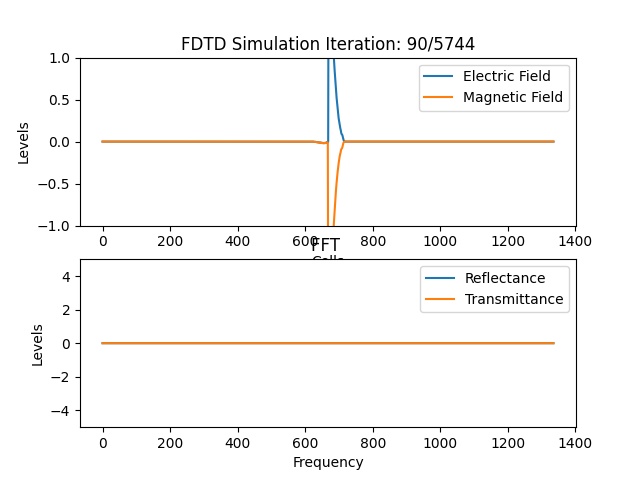 FDTD Simulation Iteration: 90/5744
Levels
1.0
0.5
0.0
−0.5
−1.0
Electric Field
Magnetic Field
0 200 400 600 800 1000 1200 1400
Cells
FFT
Levels
4
2
0
−2
−4
Reflectance
Transmittance
0 200 400 600 800 1000 1200 1400
Frequency